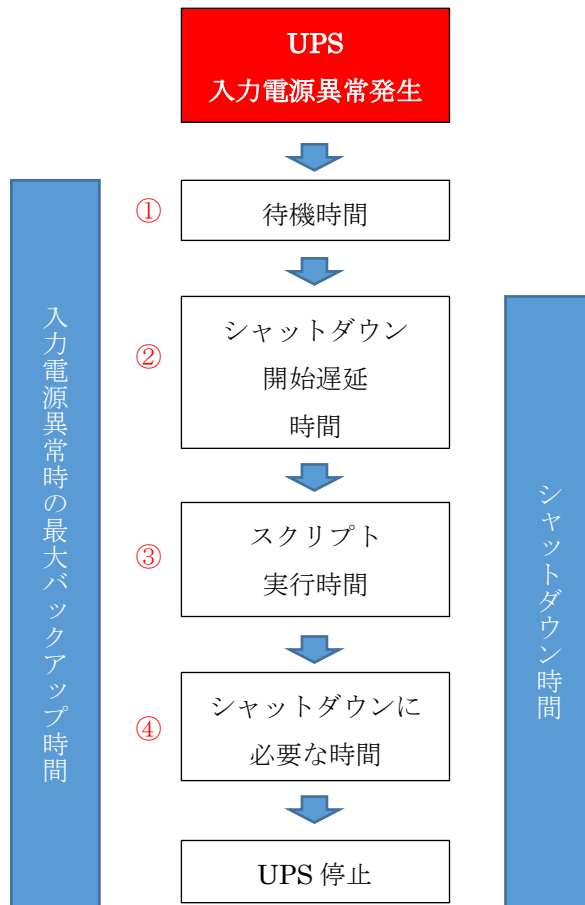 UPS
入力電源異常発生
①
待機時間
②
シャットダウン
開始遅延
時間
③
スクリプト
実行時間
④
シャットダウンに
必要な時間
UPS 停止
入力電源異常時の最大バックアップ時間
シャットダウン時間